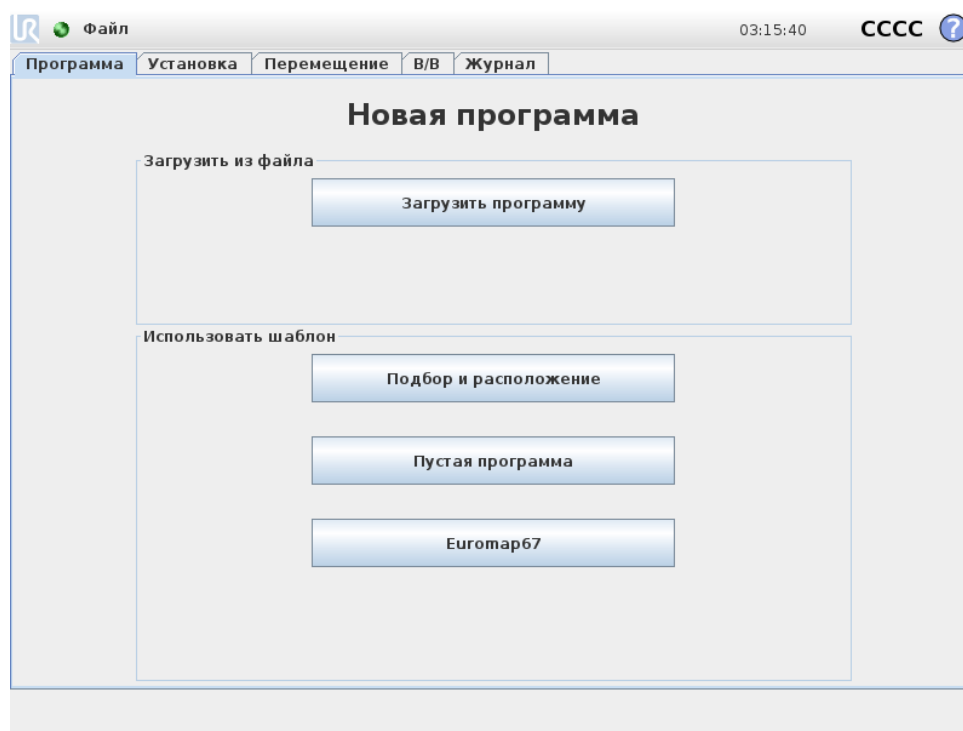 UR Файл 03:15:40 CCCC ?
Программа Установка Перемещение В/В Журнал
Новая программа
Загрузить из файла
Загрузить программу
Использовать шаблон
Подбор и расположение
Пустая программа
Euromap67